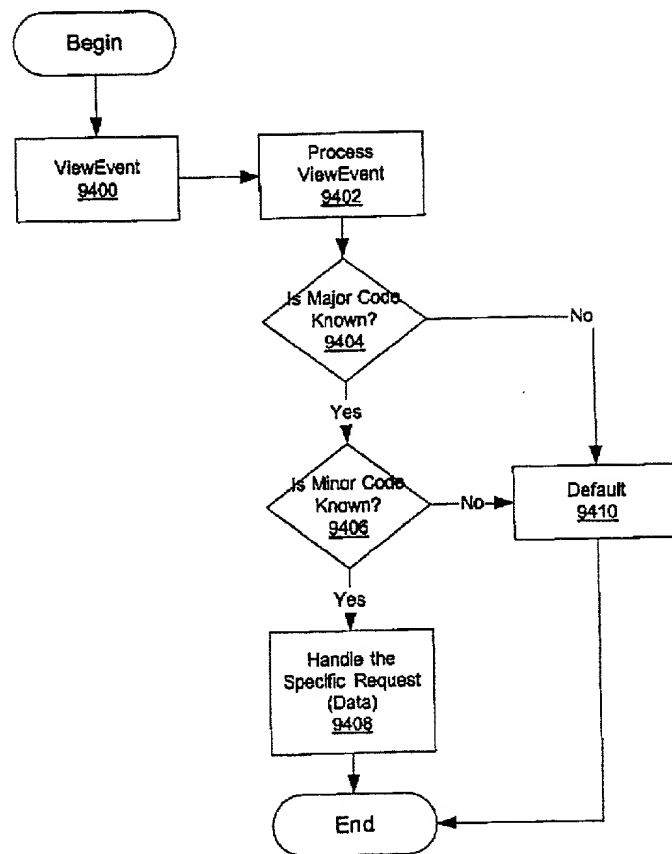 Begin
ViewEvent
9400
Process
ViewEvent
9402
Is Major Code
Known?
9404
No
Yes
Is Minor Code
Known?
9406
No
Default
9410
Yes
Handle the
Specific Request
(Data)
9408
End